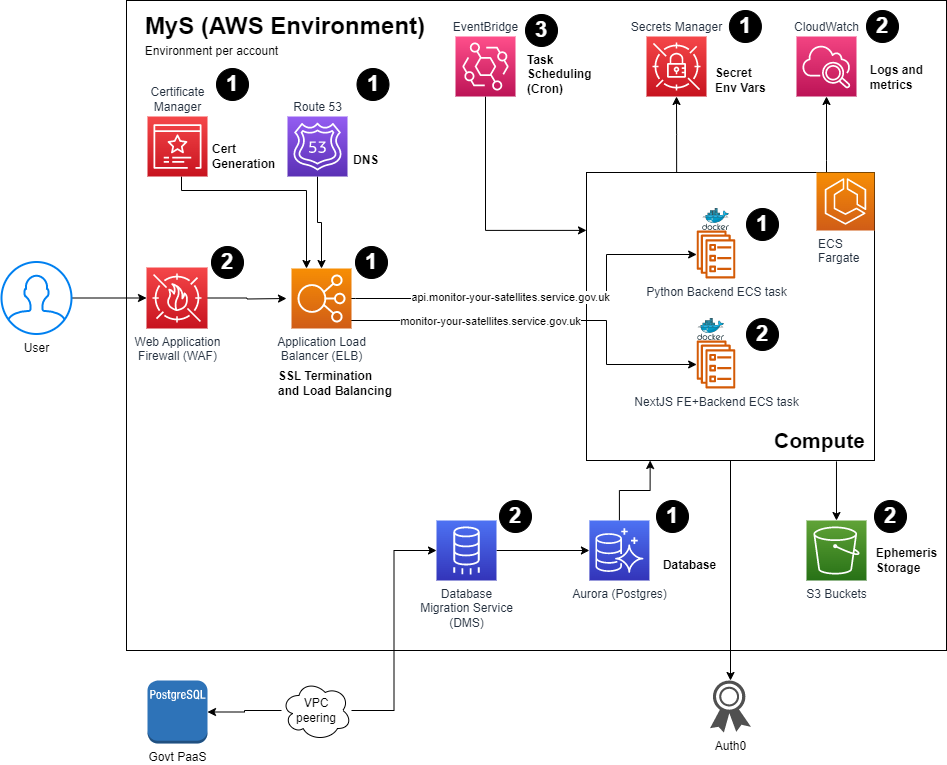 MyS (AWS Environment)
Environment per account
EventBridge
3
Task
Scheduling
(Cron)
Secrets Manager
1
Secret
Env Vars
CloudWatch
2
Logs and
metrics
Certificate
Manager
1
Cert
Generation
Route 53
1
53
DNS
ECS
Fargate
docker
1
Python Backend ECS task
docker
2
NextJS FE+Backend ECS task
Compute
User
2
Web Application
Firewall (WAF)
1
Application Load
Balancer (ELB)
SSL Termination
and Load Balancing
api.monitor-your-satellites.service.gov.uk
monitor-your-satellites.service.gov.uk
2
Database
Migration Service
(DMS)
1
Database
Aurora (Postgres)
2
Ephemeris
Storage
S3 Buckets
PostgreSQL
Govt PaaS
VPC
peering
Auth0